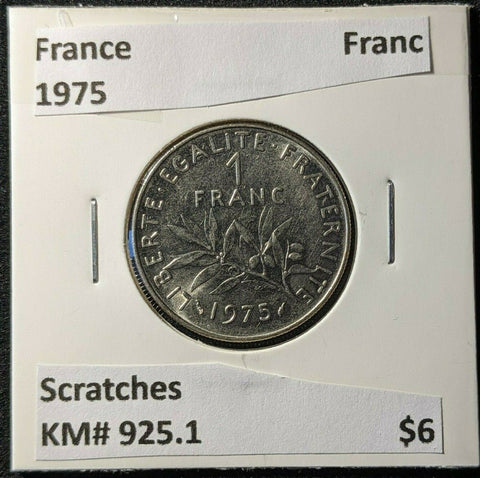 France Franc
1975
LIBERTE·EGALITE·FRATERNITE
1
FRANC
1975
Scratches
KM# 925.1 $6